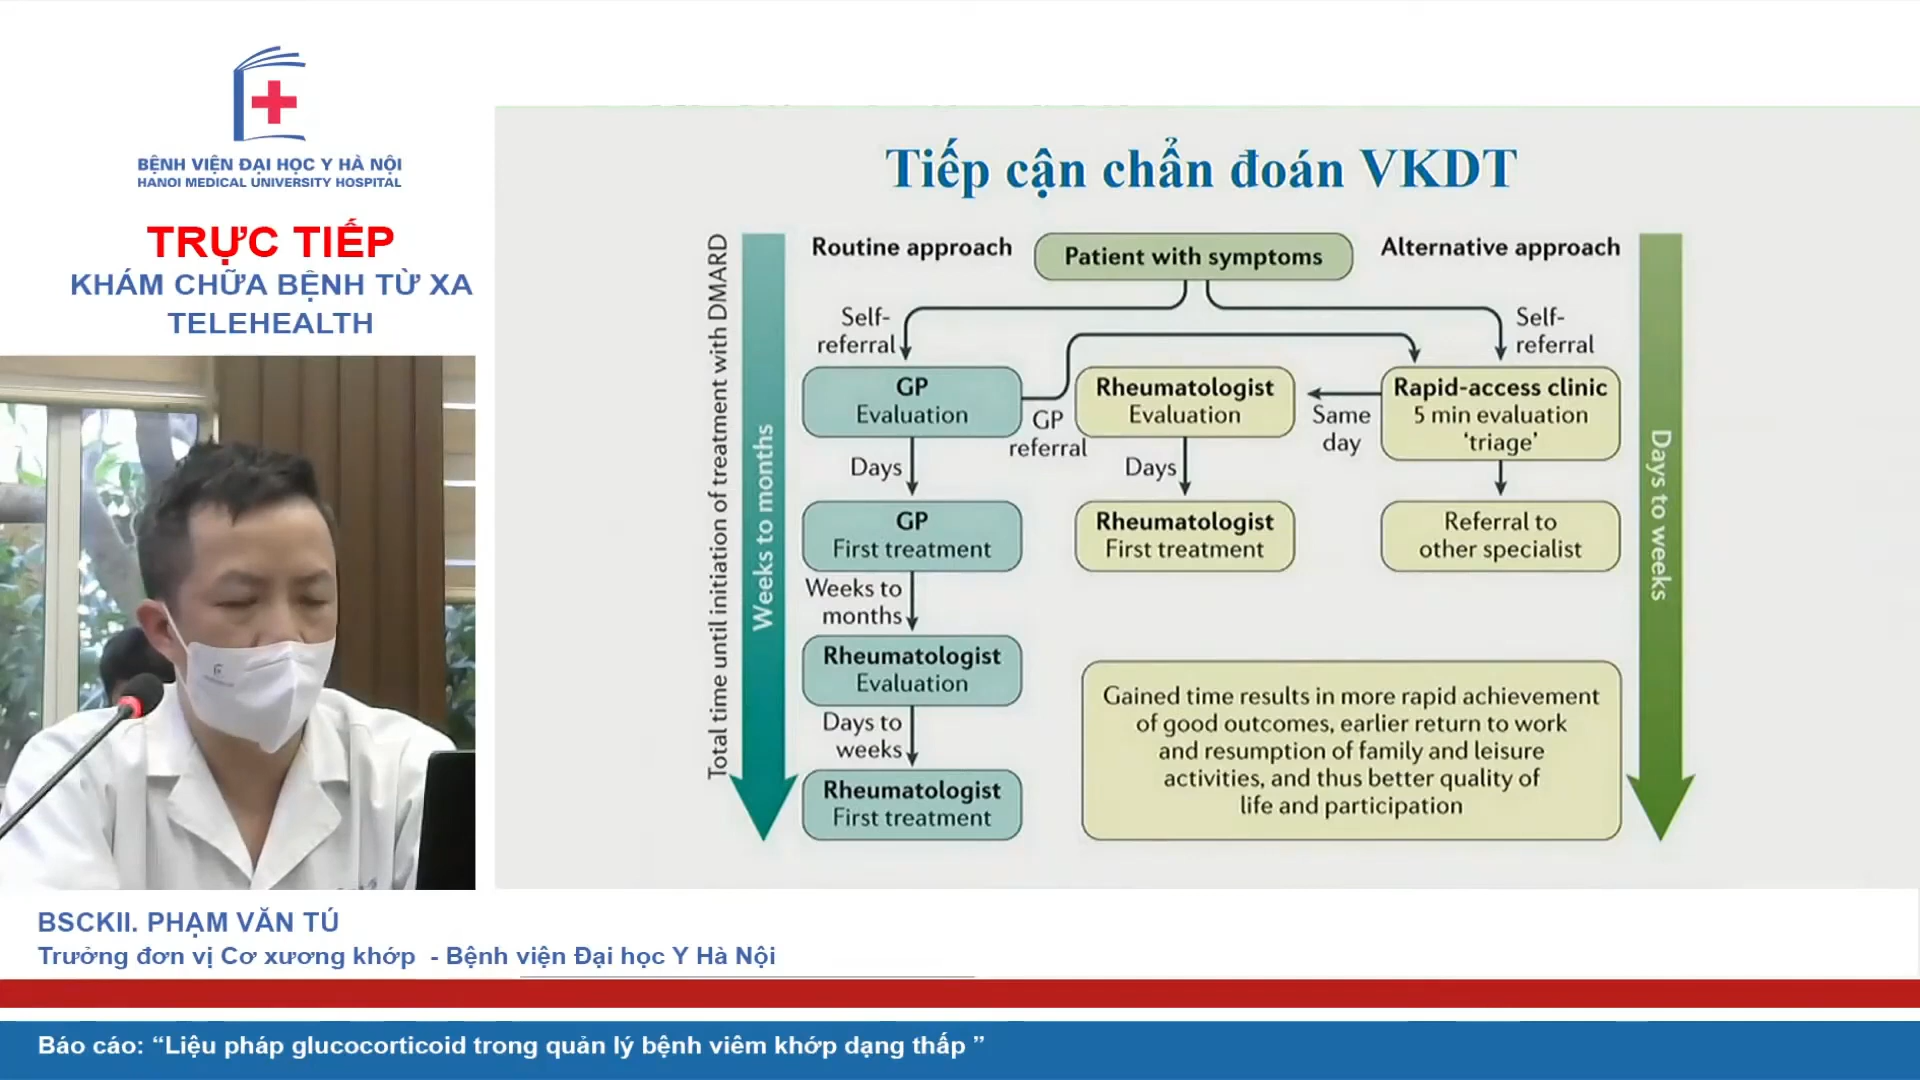 BỆNH VIỆN ĐẠI HỌC Y HÀ NỘI
HANOI MEDICAL UNIVERSITY HOSPITAL
TRỰC TIẾP
KHÁM CHỮA BỆNH TỪ XA
TELEHEALTH
Tiếp cận chẩn đoán VKDT
Total time until initiation of treatment with DMARD
Weeks to months
Routine approach
Patient with symptoms
Alternative approach
Self-
referral
Self-
referral
GP
Evaluation
GP
referral
Rheumatologist
Evaluation
Same
day
Rapid-access clinic
5 min evaluation
‘triage’
Days
Days
GP
First treatment
Rheumatologist
First treatment
Referral to
other specialist
Weeks to
months
Rheumatologist
Evaluation
Days to
weeks
Rheumatologist
First treatment
Gained time results in more rapid achievement
of good outcomes, earlier return to work
and resumption of family and leisure
activities, and thus better quality of
life and participation
Days to weeks
BSCKII. PHẠM VĂN TÚ
Trưởng đơn vị Cơ xương khớp - Bệnh viện Đại học Y Hà Nội
Báo cáo: “Liệu pháp glucocorticoid trong quản lý bệnh viêm khớp dạng thấp ”